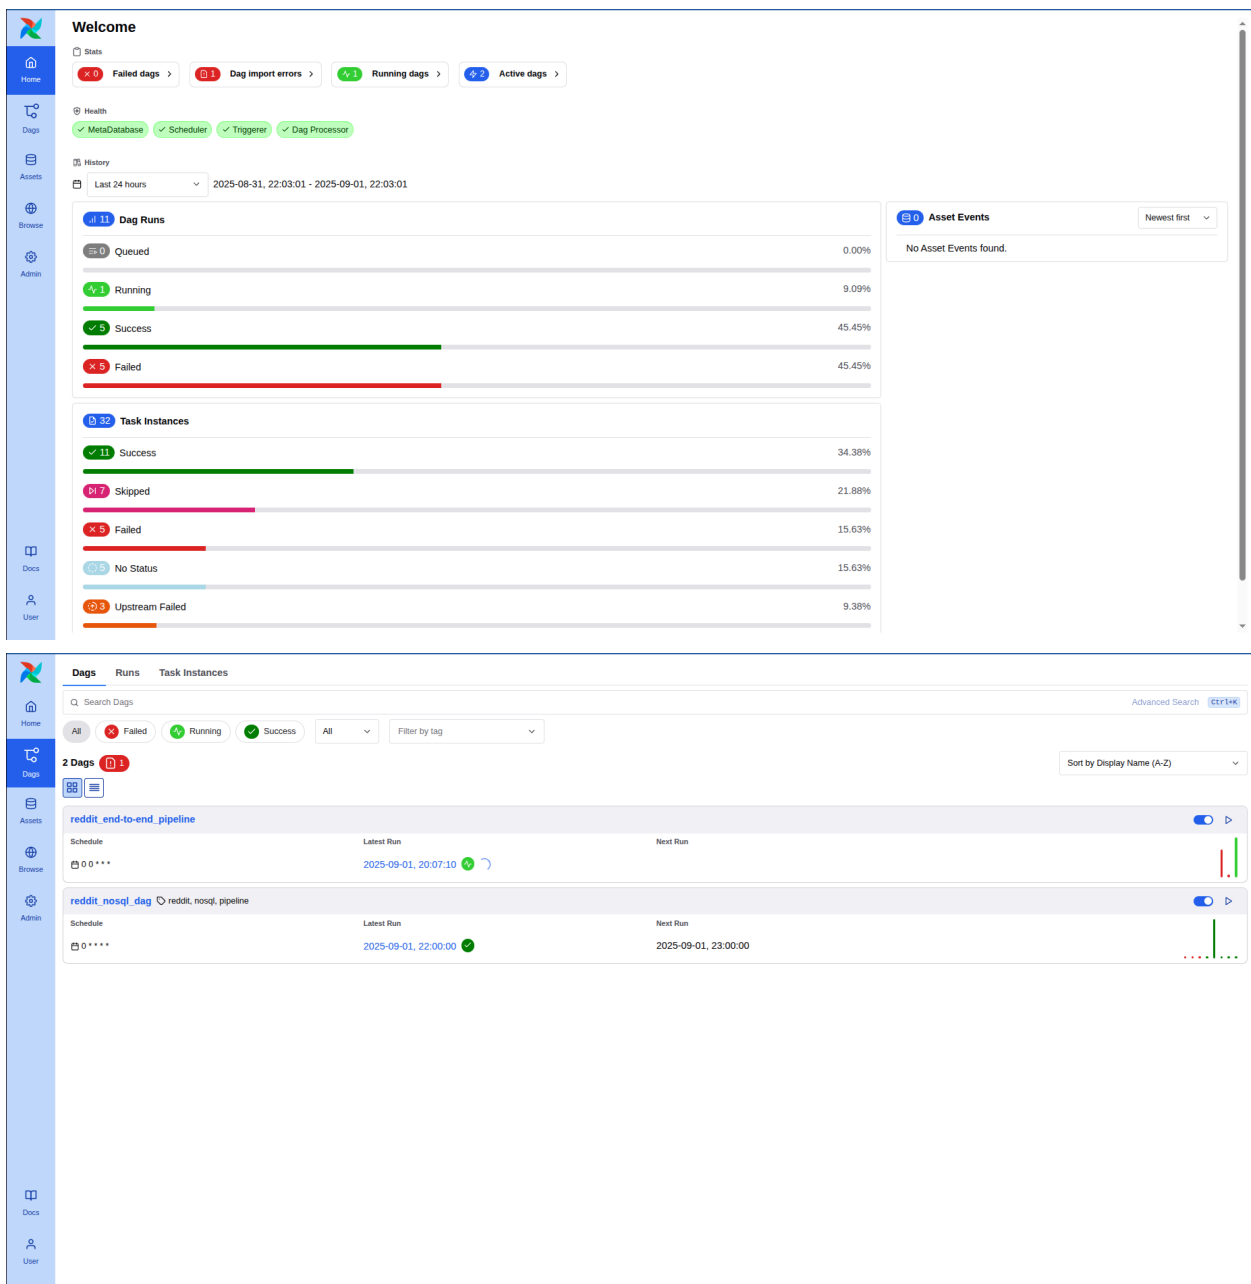 Welcome
Stats
0 Failed dags
1 Dag import errors
1 Running dags
2 Active dags
Health
MetaDatabase
Scheduler
Triggerer
Dag Processor
History
Last 24 hours 2025-08-31, 22:03:01 - 2025-09-01, 22:03:01
11 Dag Runs
0 Queued 0.00%
1 Running 9.09%
5 Success 45.45%
5 Failed 45.45%
0 Asset Events Newest first
No Asset Events found.
32 Task Instances
11 Success 34.38%
7 Skipped 21.88%
5 Failed 15.63%
5 No Status 15.63%
3 Upstream Failed 9.38%
Home
Dags
Assets
Browse
Admin
Docs
User
Dags Runs Task Instances
Search Dags Advanced Search Ctrl+K
All Failed Running Success All Filter by tag
2 Dags 1 Sort by Display Name (A-Z)
reddit_end-to-end_pipeline
Schedule Latest Run Next Run
0 0 * * * 2025-09-01, 20:07:10
reddit_nosql_dag reddit, nosql, pipeline
Schedule Latest Run Next Run
0 * * * * 2025-09-01, 22:00:00 2025-09-01, 23:00:00
Home
Dags
Assets
Browse
Admin
Docs
User